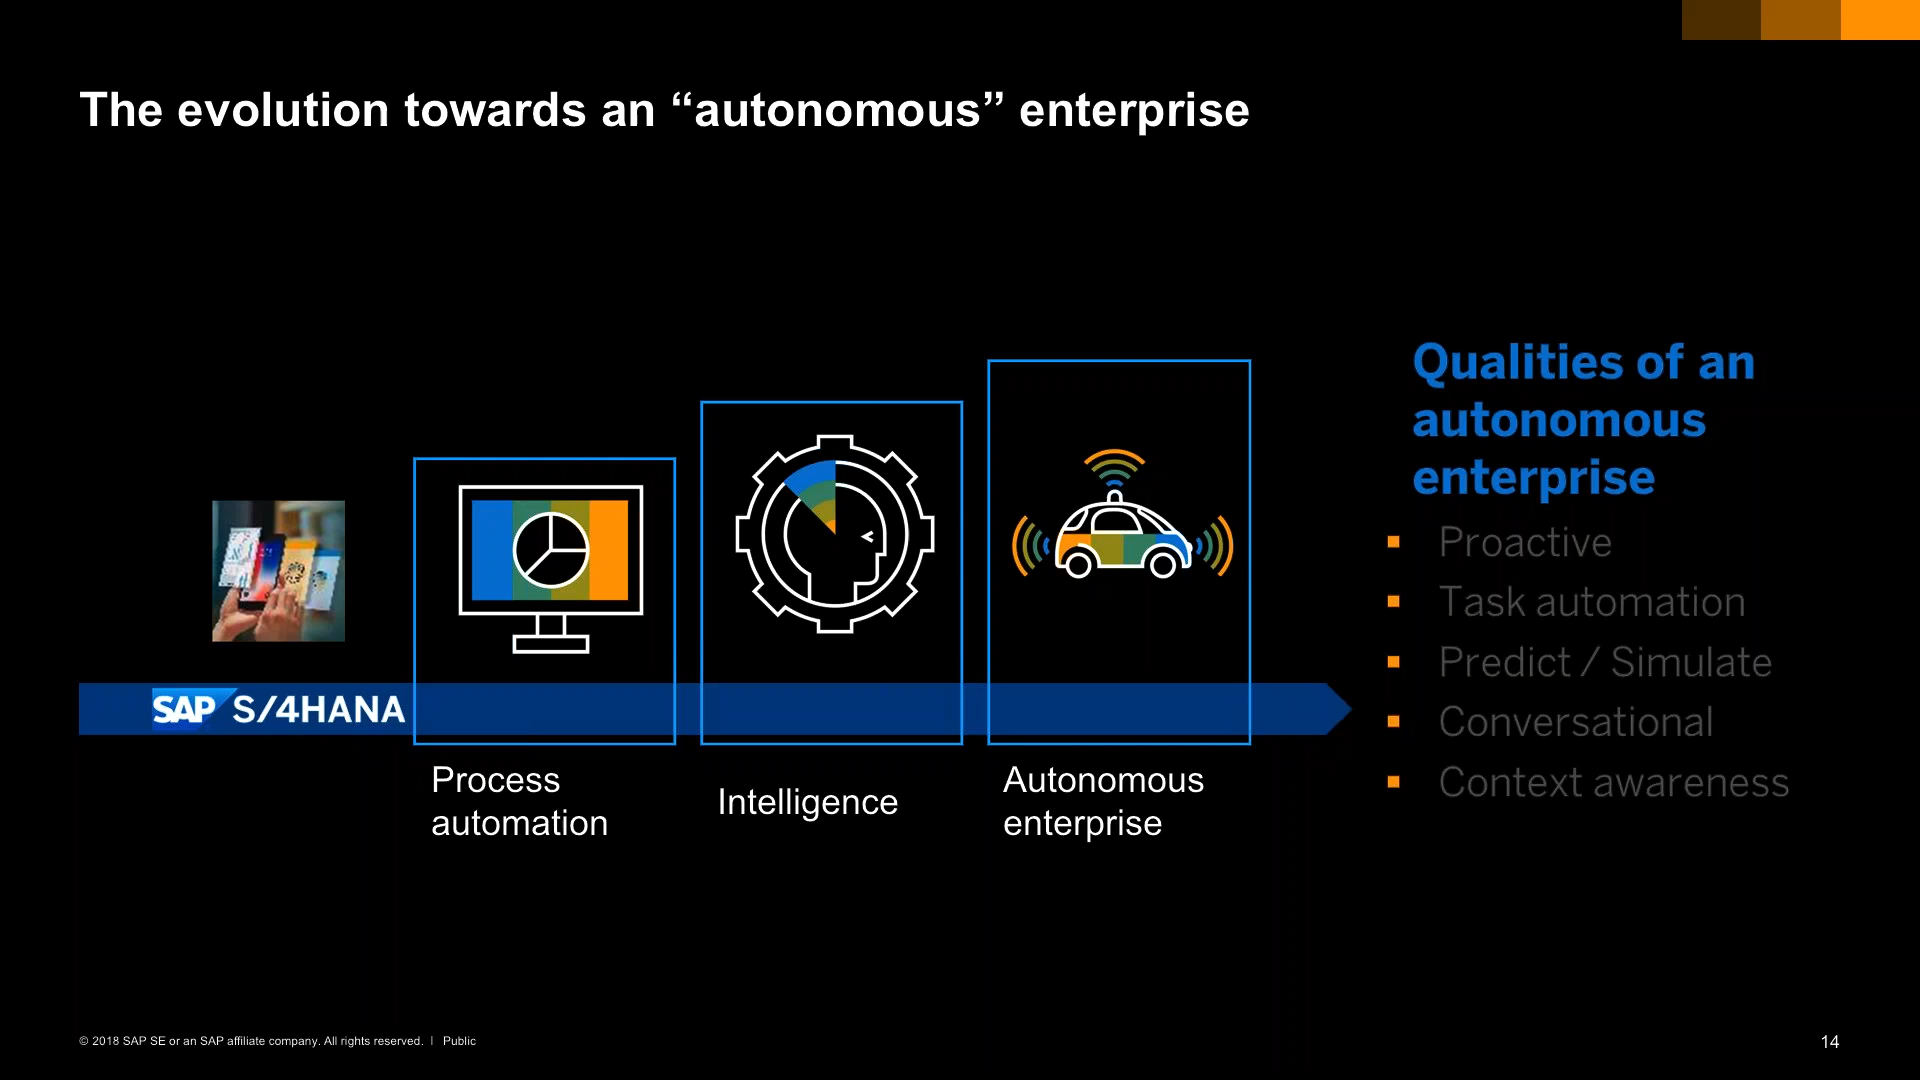 The evolution towards an “autonomous” enterprise
SAP S/4HANA
Process
automation
Intelligence
Autonomous
enterprise
Qualities of an
autonomous
enterprise
Proactive
Task automation
Predict / Simulate
Conversational
Context awareness
© 2018 SAP SE or an SAP affiliate company. All rights reserved. | Public
14